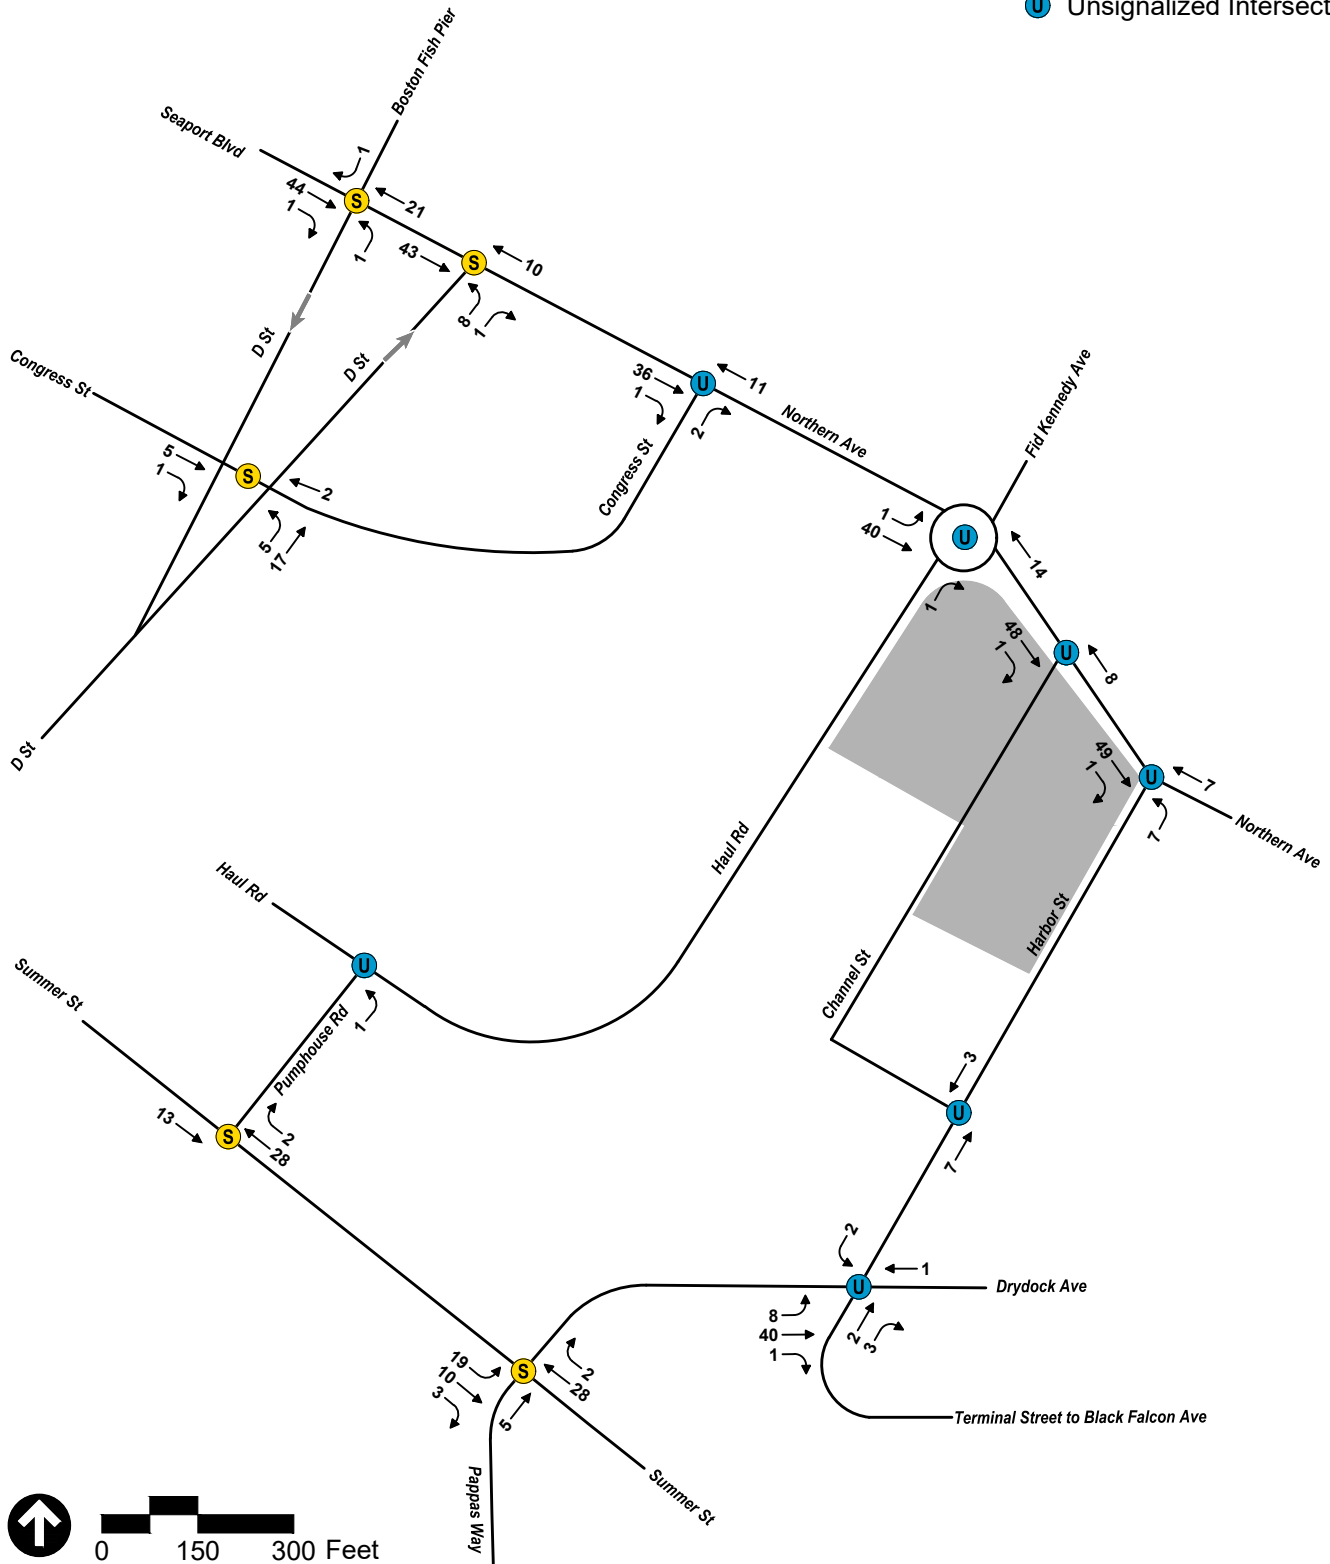 U Unsignalized Intersect
Boston Fish Pier
Seaport Blvd
1
44
1
S
21
1
43
S
10
8
1
D St
D St
Congress St
36
1
U
11
2
Northern Ave
Fid Kennedy Ave
5
1
S
2
5
17
Congress St
1
40
U
14
1
48
1
U
8
D St
49
1
U
7
7
Northern Ave
Haul Rd
Haul Rd
Harbor St
Summer St
U
1
Pumphouse Rd
Channel St
13
S
2
28
3
U
7
2
U
1
Drydock Ave
8
40
1
2
3
19
10
3
S
2
28
5
Terminal Street to Black Falcon Ave
Pappas Way
Summer St
0 150 300 Feet